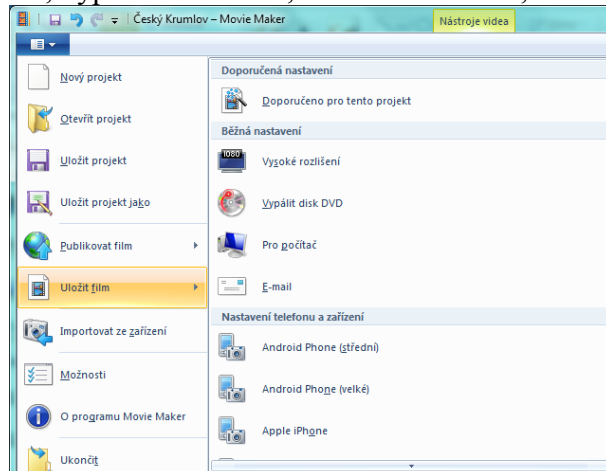 Český Krumlov – Movie Maker
Nástroje videa
Nový projekt
Otevřít projekt
Uložit projekt
Uložit projekt jako
Publikovat film
Uložit film
Importovat ze zařízení
Možnosti
O programu Movie Maker
Ukončit
Doporučená nastavení
Doporučeno pro tento projekt
Běžná nastavení
1080
Vysoké rozlišení
Vypálit disk DVD
Pro počítač
E-mail
Nastavení telefonu a zařízení
Android Phone (střední)
Android Phone (velké)
Apple iPhone